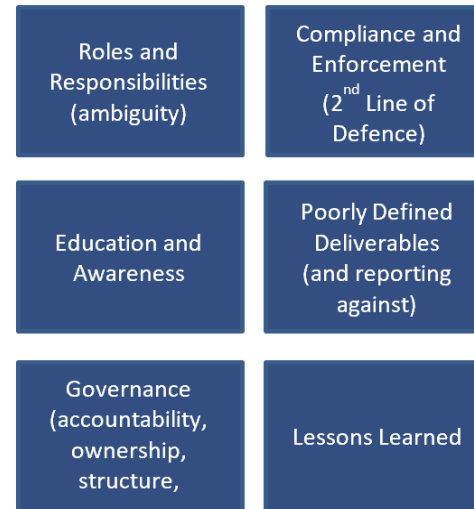 Roles and
Responsibilities
(ambiguity)
Compliance and
Enforcement
(2nd Line of
Defence)
Education and
Awareness
Poorly Defined
Deliverables
(and reporting
against)
Governance
(accountability,
ownership,
structure,
Lessons Learned